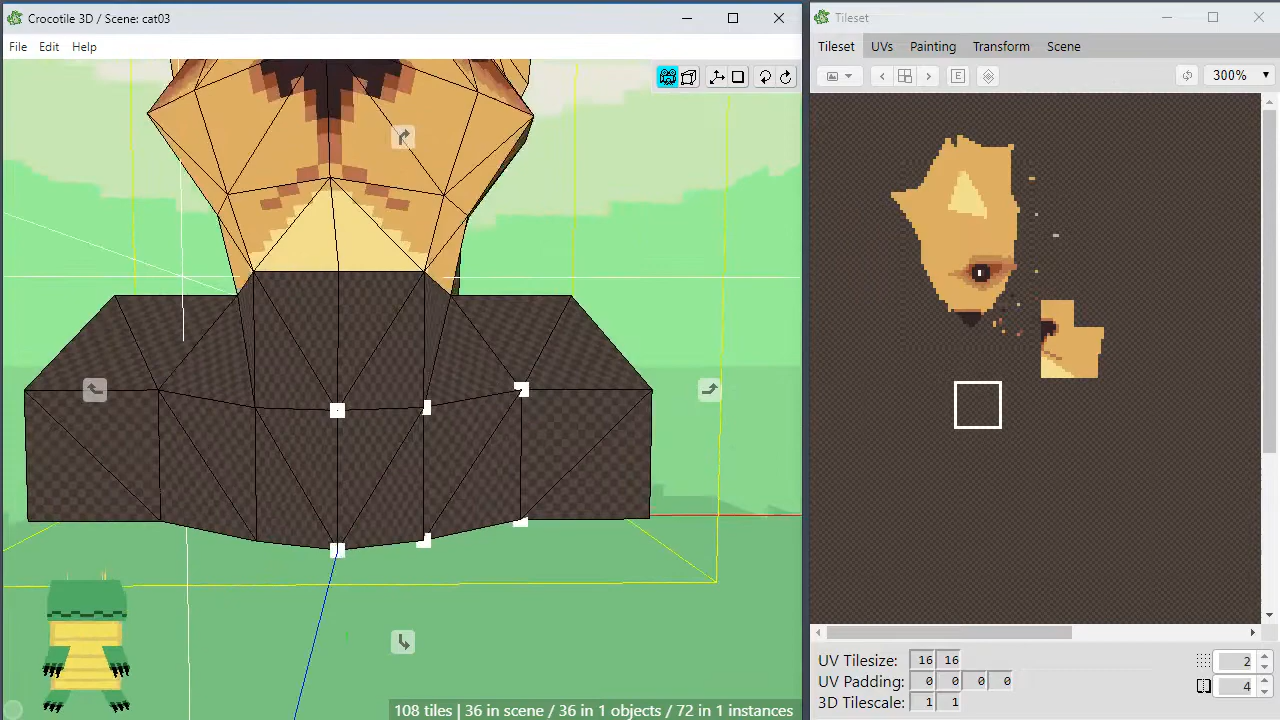 Crocotile 3D / Scene: cat03
File Edit Help
108 tiles | 36 in scene / 36 in 1 objects / 72 in 1 instances
Tileset
Tileset UVs Painting Transform Scene
E 300%
UV Tilesize: 16 16
UV Padding: 0 0 0 0
3D Tilescale: 1 1
2
4